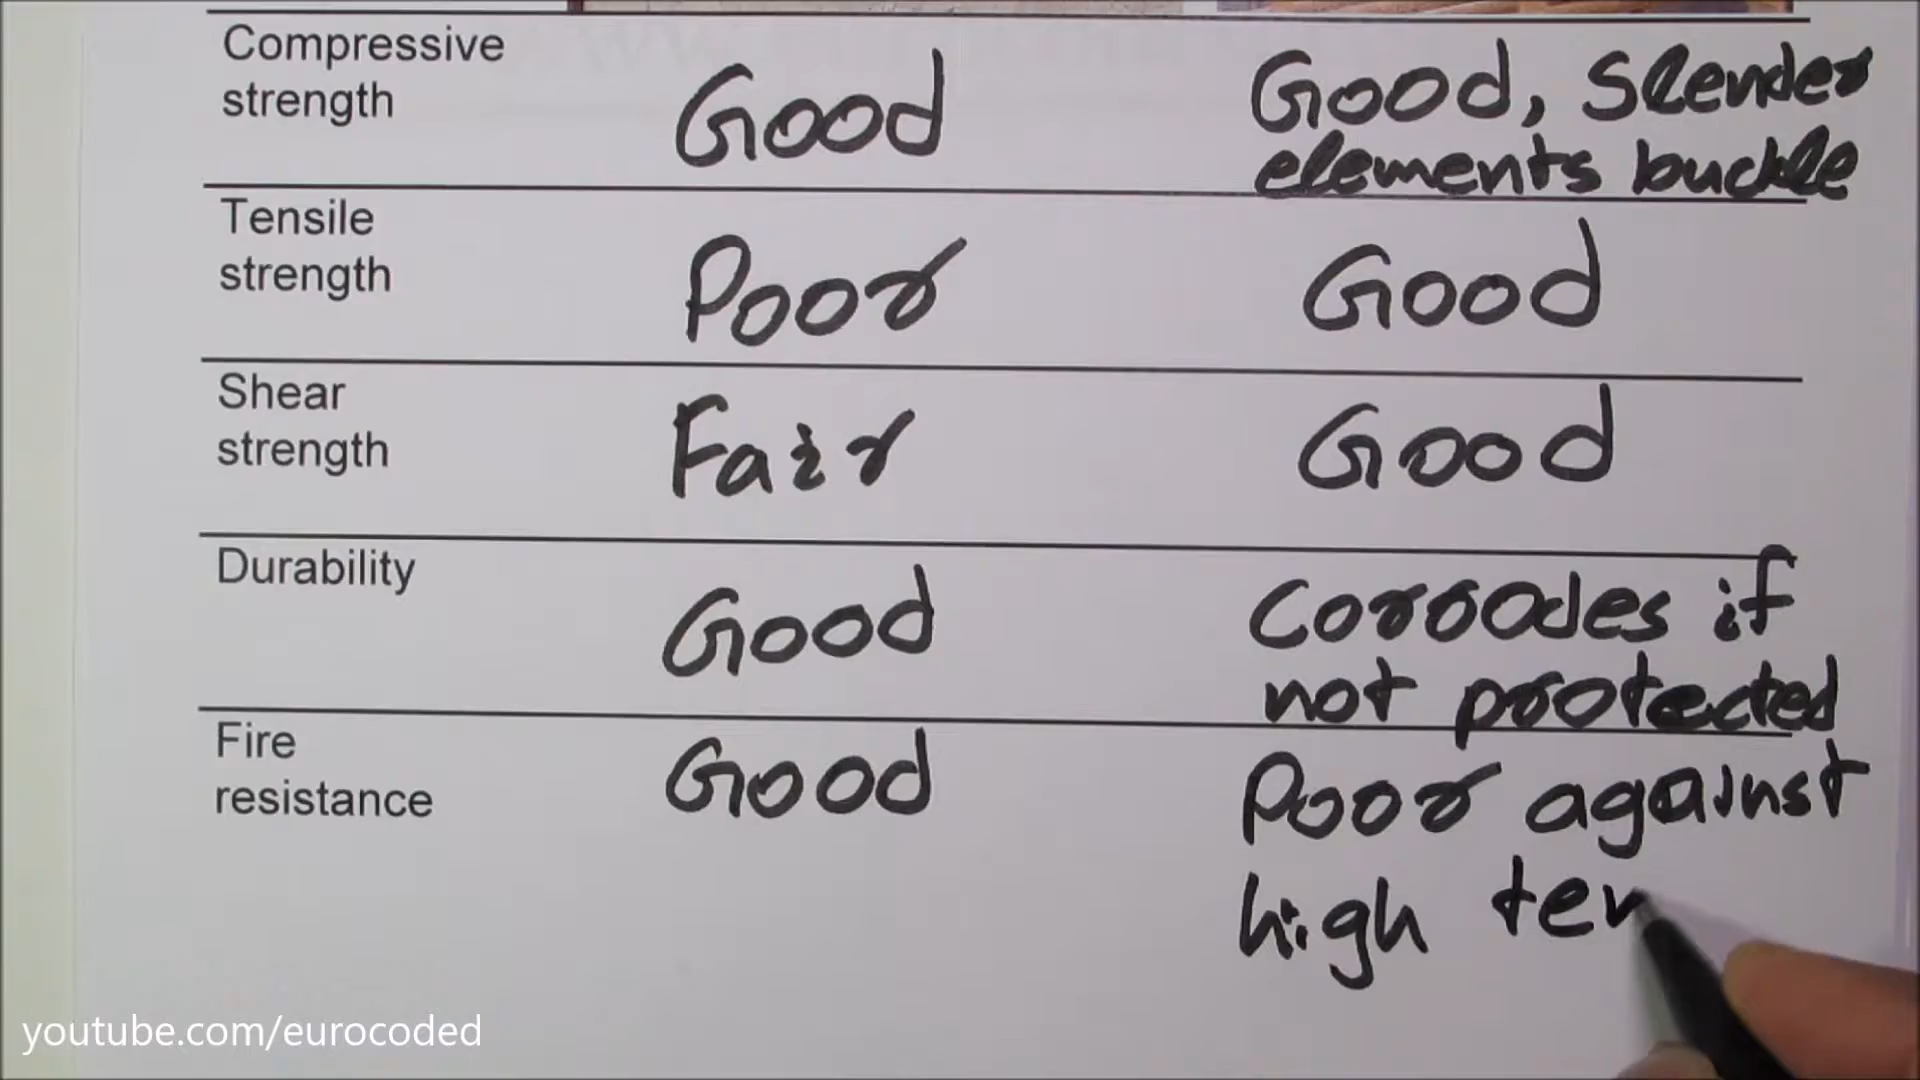 Compressive
strength
Good
Good, Slender
elements buckle
Tensile
strength
Poor
Good
Shear
strength
Fair
Good
Durability
Good
Corrodes if
not protected
Fire
resistance
Good
Poor against
high
youtube.com/eurocoded